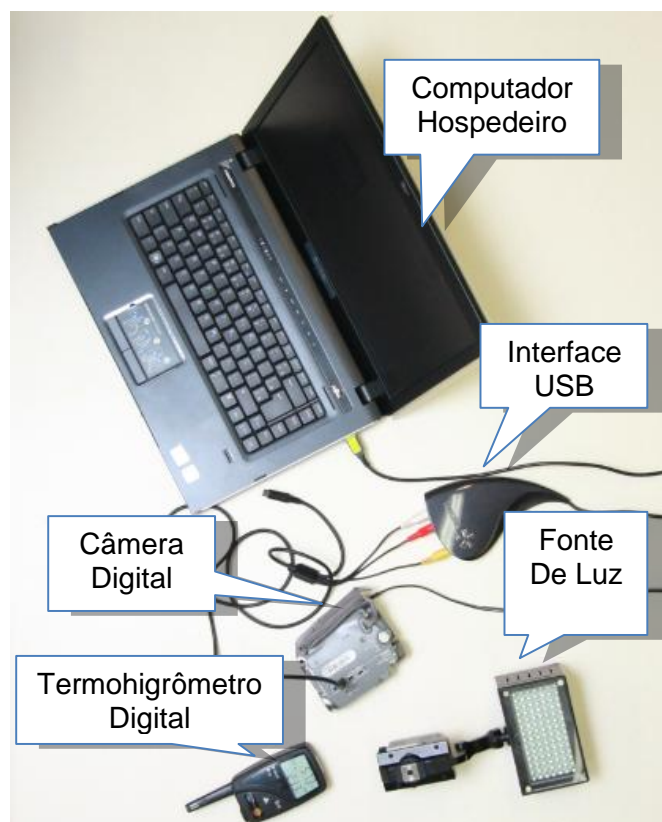 Computador
Hospedeiro
Interface
USB
Câmera
Digital
Fonte
De Luz
Termohigrômetro
Digital